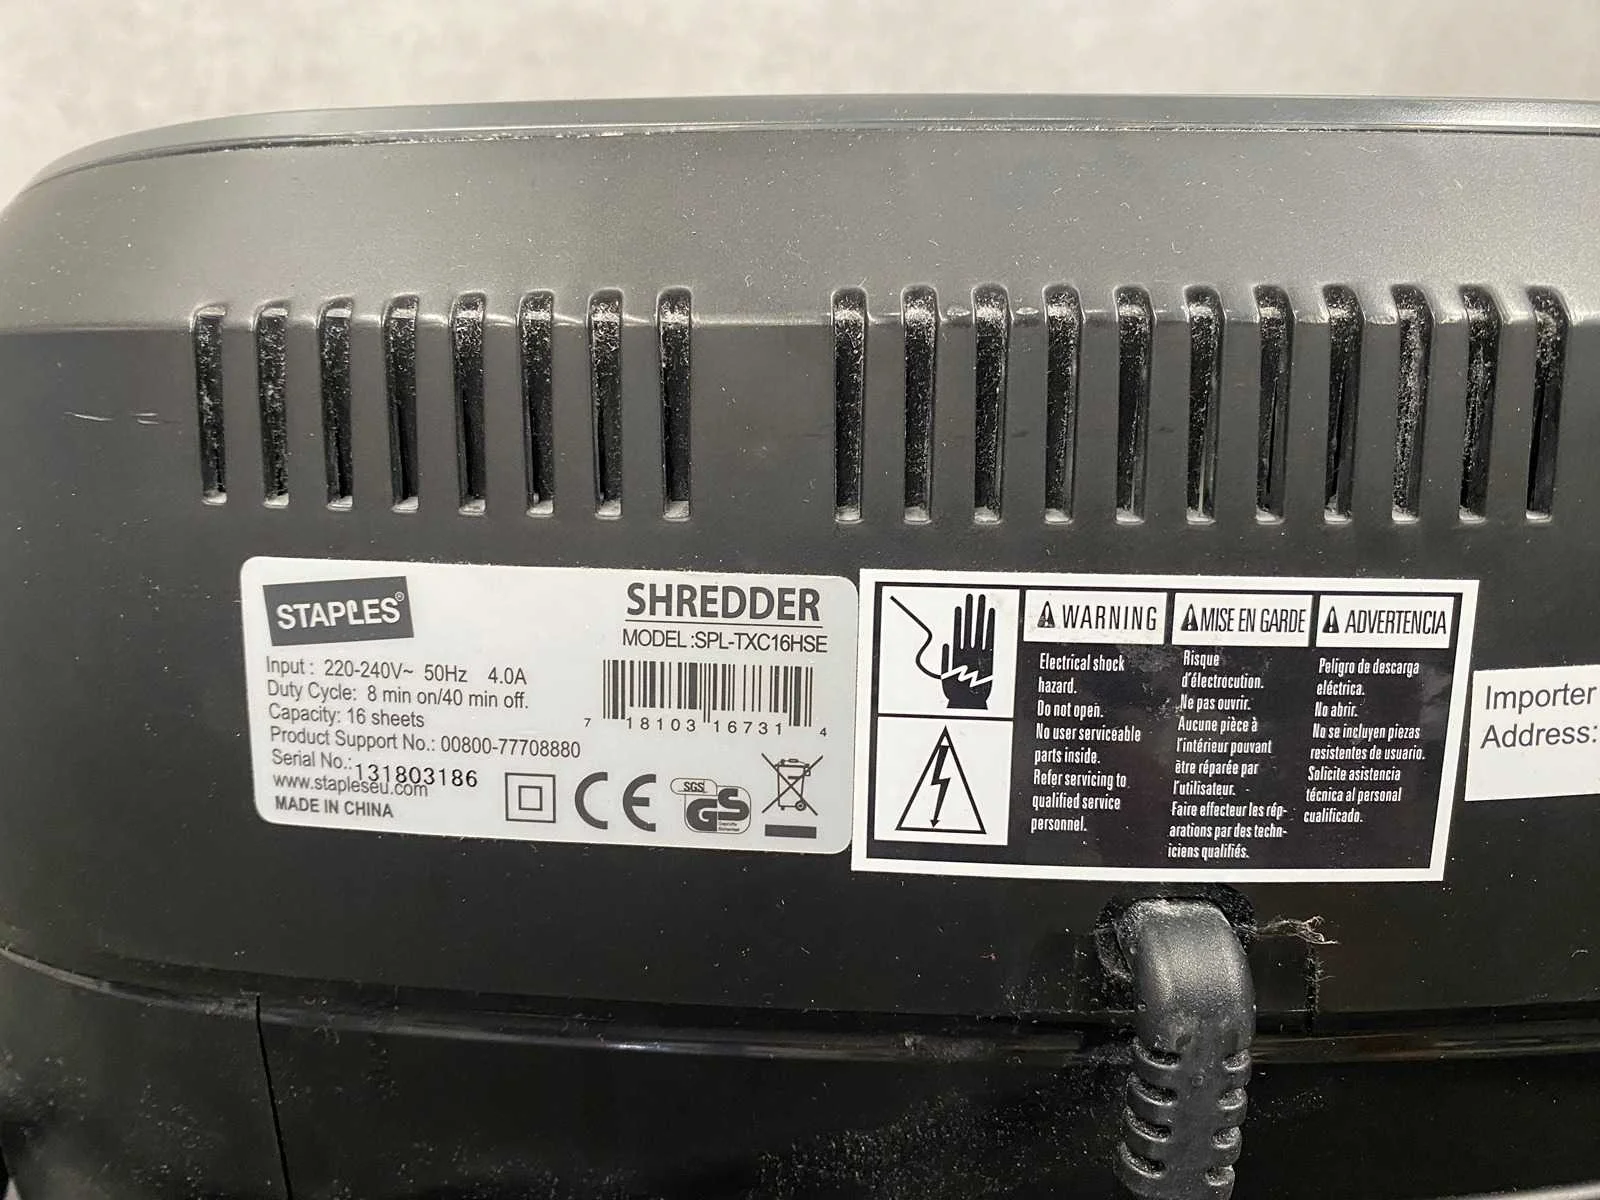 STAPLES®
SHREDDER
MODEL :SPL-TXC16HSE
Input : 220-240V~ 50Hz 4.0A
Duty Cycle: 8 min on/40 min off.
Capacity: 16 sheets
Product Support No.: 00800-77708880
Serial No.:131803186
www.stapleseu.com
MADE IN CHINA
7 18103 16731 4
CE
SGS
GS
geprüfte
Sicherheit
WARNING
Electrical shock
hazard.
Do not open.
No user serviceable
parts inside.
Refer servicing to
qualified service
personnel.
MISE EN GARDE
Risque
d'électrocution.
Ne pas ouvrir.
Aucune pièce à
l'intérieur pouvant
être réparée par
l'utilisateur.
Faire effecteur les rép-
arations par des techn-
iciens qualifiés.
ADVERTENCIA
Peligro de descarga
eléctrica.
No abrir.
No se incluyen piezas
resistentes de usuario.
Solicite asistencia
técnica al personal
cualificado.
Importer
Address: